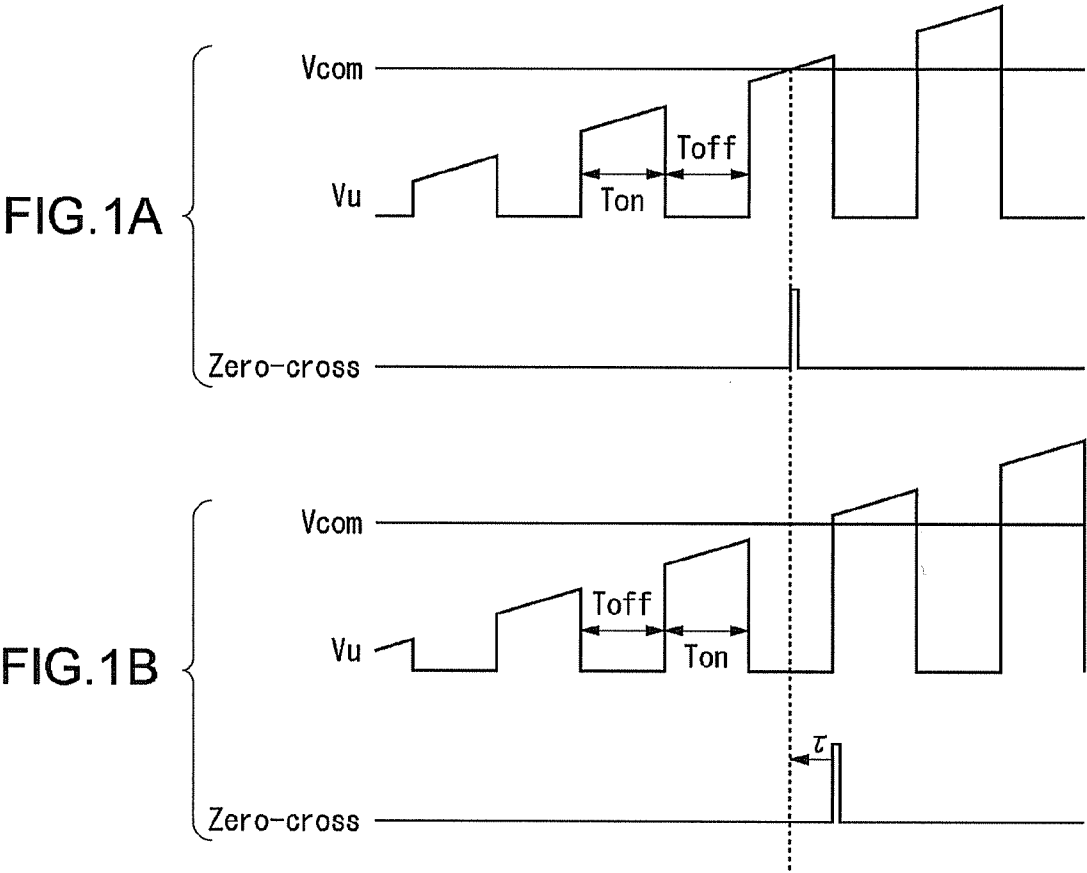 FIG.1A
Vcom
Vu
Ton
Toff
Zero-cross
FIG.1B
Vcom
Vu
Toff
Ton
τ
Zero-cross